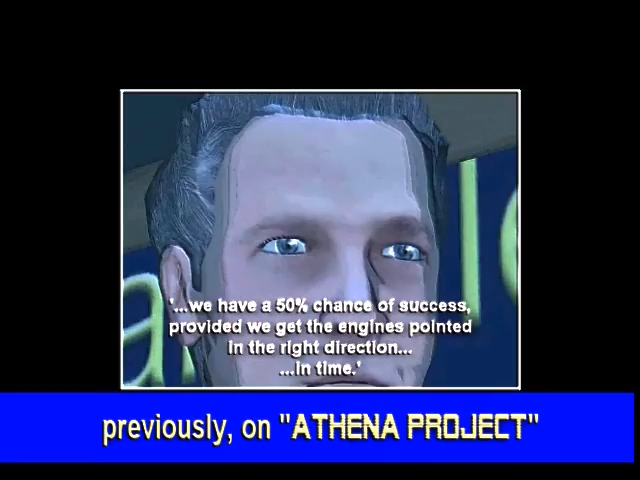 '...we have a 50% chance of success,
provided we get the engines pointed
in the right direction...
...in time.'
previously, on "ATHENA PROJECT"